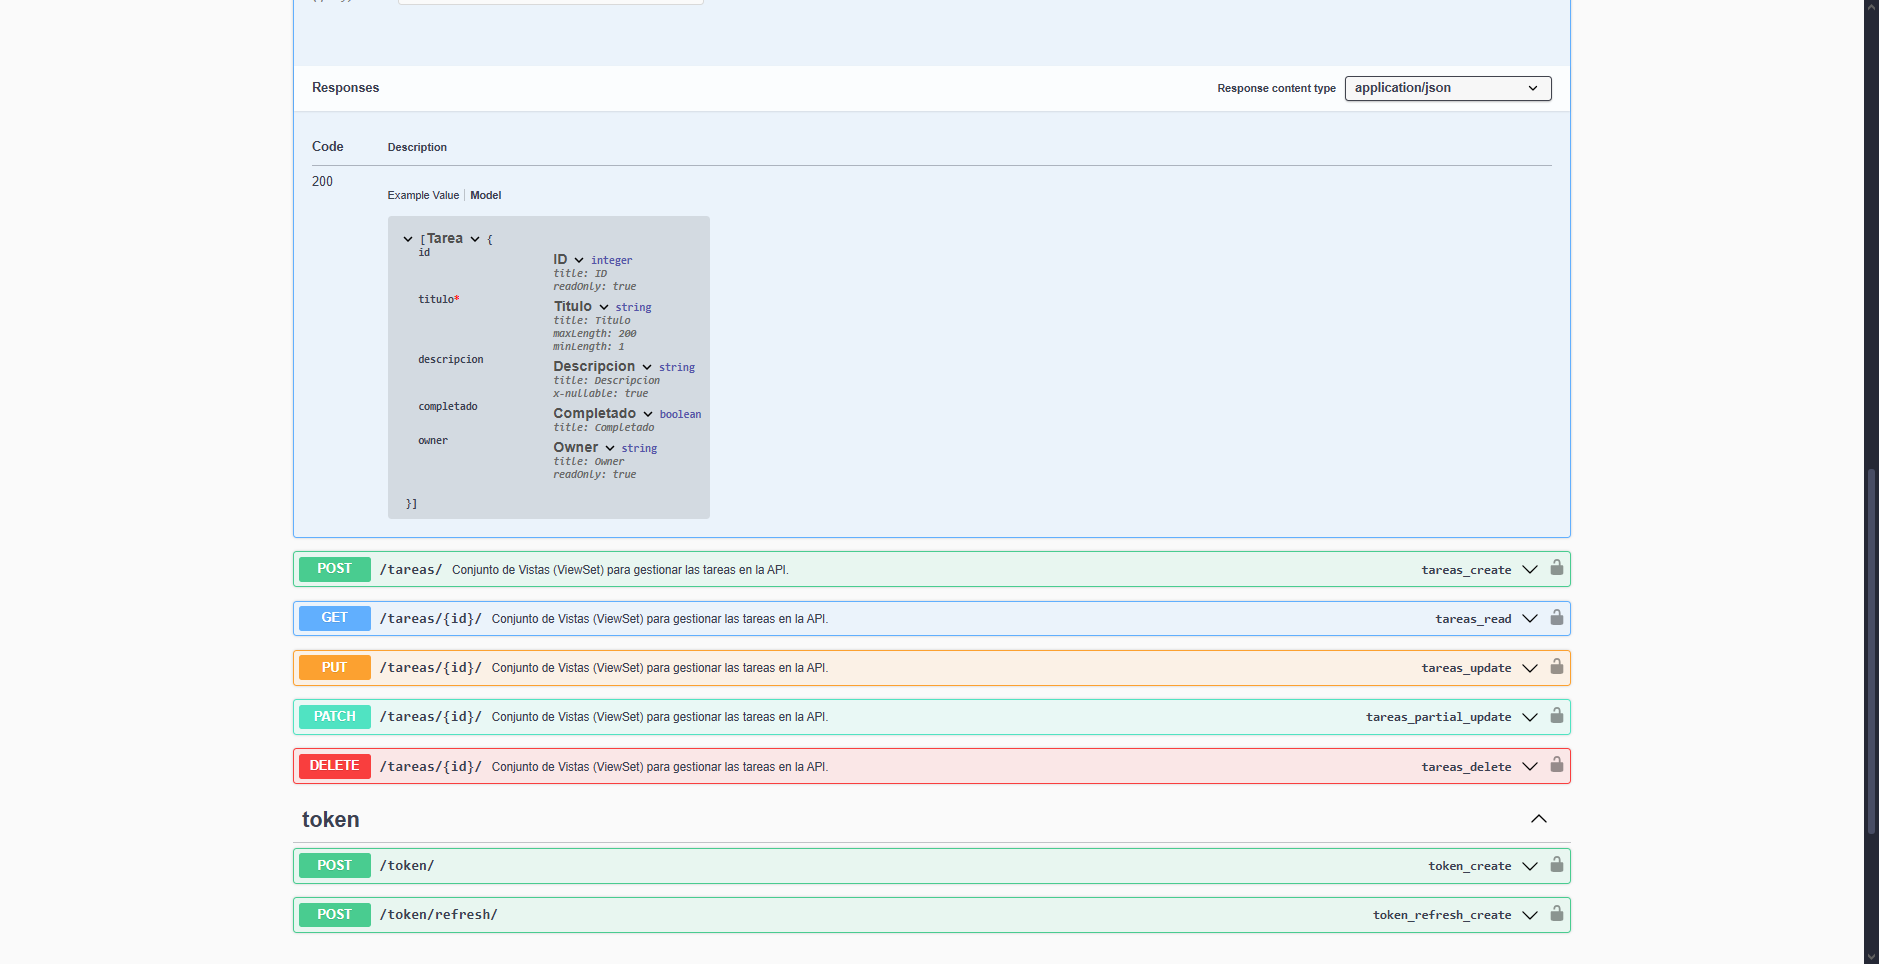 Responses
Response content type application/json
Code Description
200
Example Value Model
[Tarea {
id
ID integer
title: ID
readOnly: true
titulo*
Titulo string
title: Titulo
maxLength: 200
minLength: 1
descripcion
Descripcion string
title: Descripcion
x-nullable: true
completado
Completado boolean
title: Completado
owner
Owner string
title: Owner
readOnly: true
}]
POST /tareas/ Conjunto de Vistas (ViewSet) para gestionar las tareas en la API. tareas_create
GET /tareas/{id}/ Conjunto de Vistas (ViewSet) para gestionar las tareas en la API. tareas_read
PUT /tareas/{id}/ Conjunto de Vistas (ViewSet) para gestionar las tareas en la API. tareas_update
PATCH /tareas/{id}/ Conjunto de Vistas (ViewSet) para gestionar las tareas en la API. tareas_partial_update
DELETE /tareas/{id}/ Conjunto de Vistas (ViewSet) para gestionar las tareas en la API. tareas_delete
token
POST /token/ token_create
POST /token/refresh/ token_refresh_create